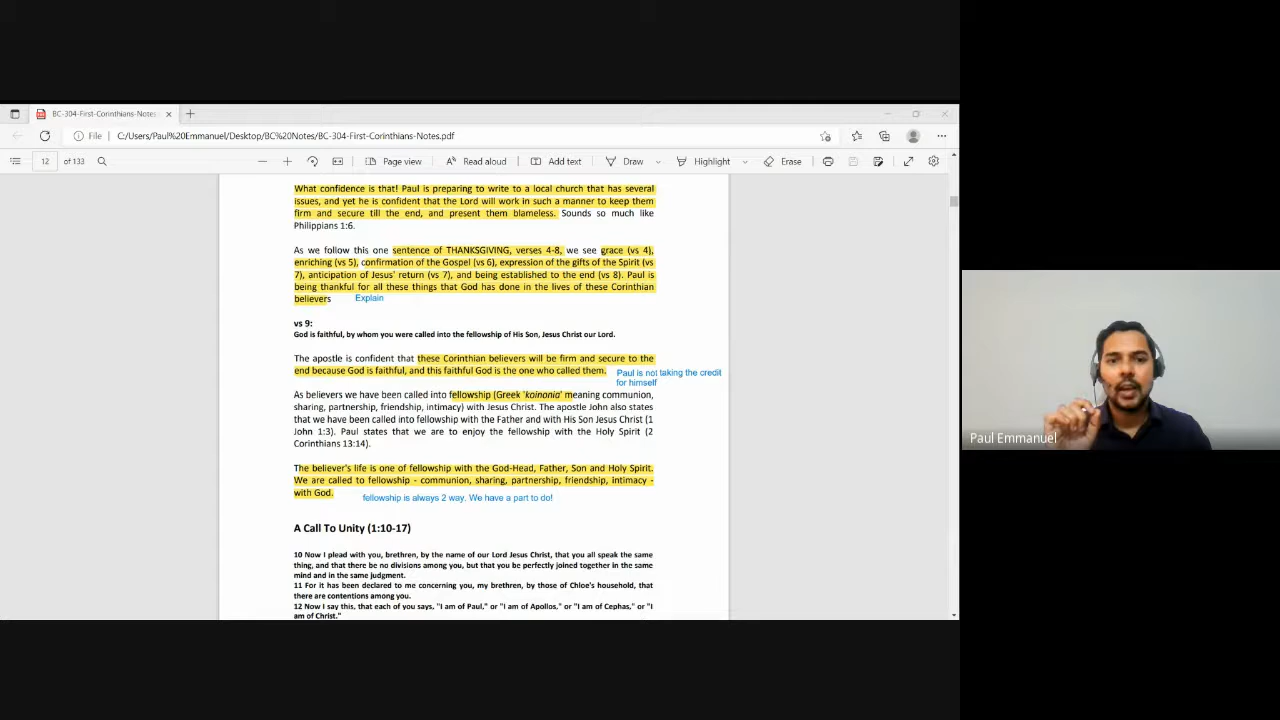 BC-304-First-Corinthians-Notes
File
C:/Users/Paul%20Emmanuel/Desktop/BC%20Notes/BC-304-First-Corinthians-Notes.pdf
12 of 133
Page view
Read aloud
Add text
Draw
Highlight
Erase
What confidence is that! Paul is preparing to write to a local church that has several
issues, and yet he is confident that the Lord will work in such a manner to keep them
firm and secure till the end, and present them blameless. Sounds so much like
Philippians 1:6.
As we follow this one sentence of THANKSGIVING, verses 4-8, we see grace (vs 4),
enriching (vs 5), confirmation of the Gospel (vs 6), expression of the gifts of the Spirit (vs
7), anticipation of Jesus' return (vs 7), and being established to the end (vs 8). Paul is
being thankful for all these things that God has done in the lives of these Corinthian
believers
Explain
vs 9:
God is faithful, by whom you were called into the fellowship of His Son, Jesus Christ our Lord.
The apostle is confident that these Corinthian believers will be firm and secure to the
end because God is faithful, and this faithful God is the one who called them.
Paul is not taking the credit
for himself
As believers we have been called into fellowship (Greek 'koinonia' meaning communion,
sharing, partnership, friendship, intimacy) with Jesus Christ. The apostle John also states
that we have been called into fellowship with the Father and with His Son Jesus Christ (1
John 1:3). Paul states that we are to enjoy the fellowship with the Holy Spirit (2
Corinthians 13:14).
The believer's life is one of fellowship with the God-Head, Father, Son and Holy Spirit.
We are called to fellowship - communion, sharing, partnership, friendship, intimacy -
with God.
fellowship is always 2 way. We have a part to do!
A Call To Unity (1:10-17)
10 Now I plead with you, brethren, by the name of our Lord Jesus Christ, that you all speak the same
thing, and that there be no divisions among you, but that you be perfectly joined together in the same
mind and in the same judgment.
11 For it has been declared to me concerning you, my brethren, by those of Chloe's household, that
there are contentions among you.
12 Now I say this, that each of you says, "I am of Paul," or "I am of Apollos," or "I am of Cephas," or "I
am of Christ."
Paul Emmanuel